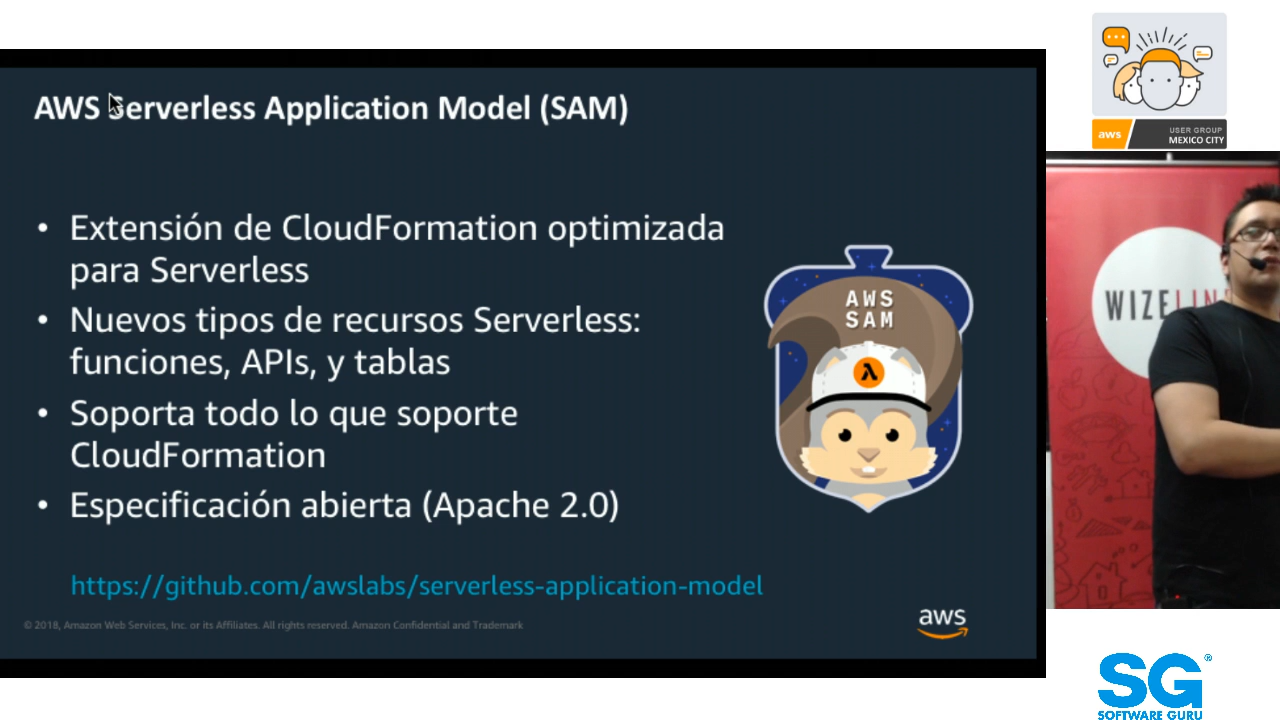 AWS Serverless Application Model (SAM)
• Extensión de CloudFormation optimizada
para Serverless
• Nuevos tipos de recursos Serverless:
funciones, APIs, y tablas
• Soporta todo lo que soporte
CloudFormation
• Especificación abierta (Apache 2.0)
https://github.com/awslabs/serverless-application-model
© 2018, Amazon Web Services, Inc. or its Affiliates. All rights reserved. Amazon Confidential and Trademark
aws
AWS
SAM
λ
aws
USER GROUP
MEXICO CITY
WIZELIN
SG®
SOFTWARE GURU